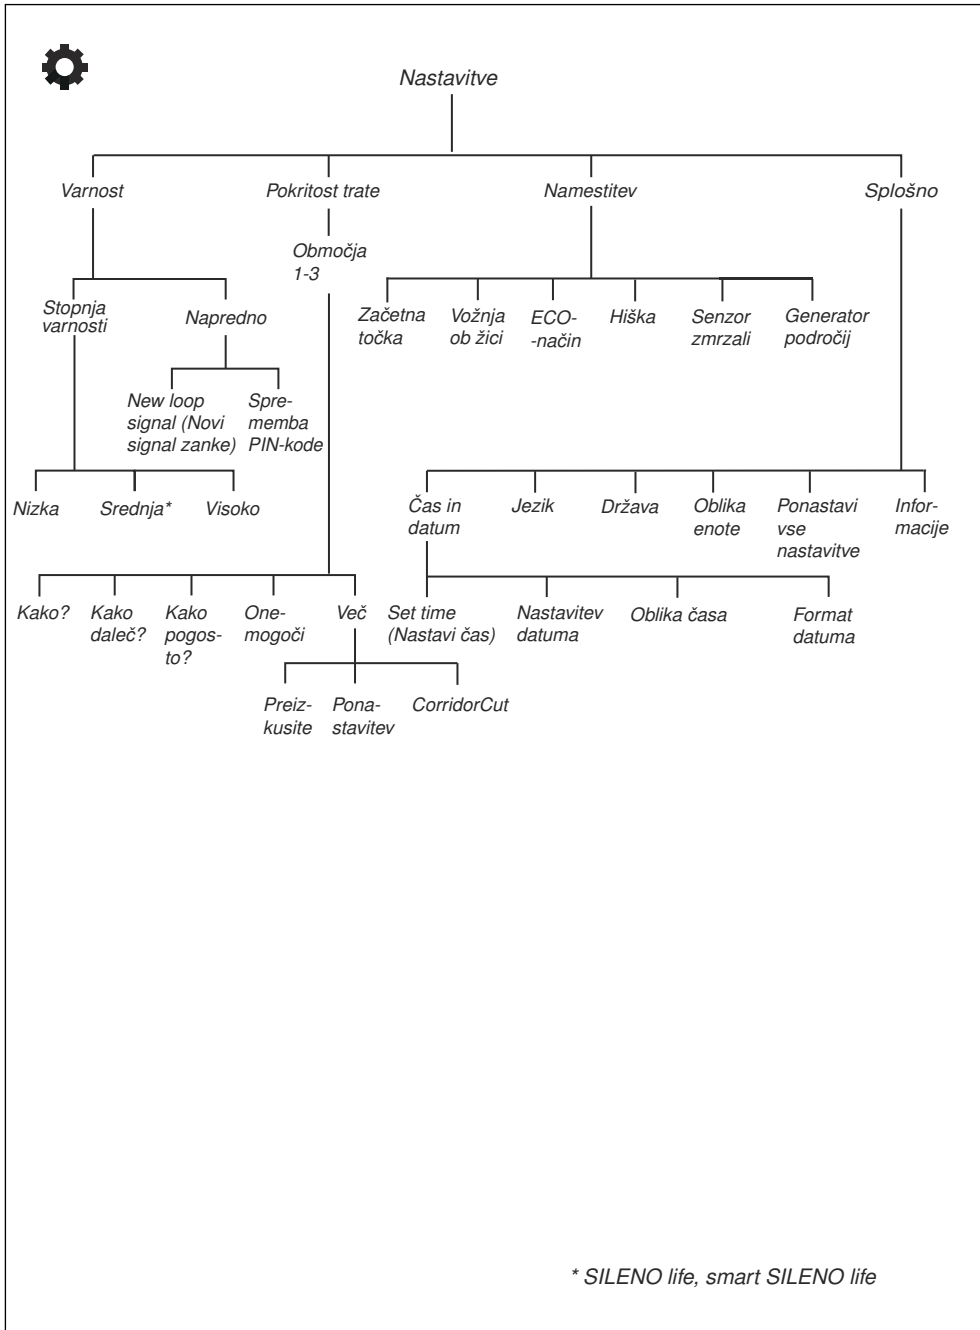 Nastavitve
Varnost
Pokritost trate
Namestitev
Splošno
Območja
1-3
Stopnja
varnosti
Napredno
Začetna
točka
Vožnja
ob žici
ECO-
-način
Hiška
Senzor
zmrzali
Generator
področij
New loop
signal (Novi
signal zanke)
Spre-
memba
PIN-kode
Nizka
Srednja*
Visoko
Čas in
datum
Jezik
Država
Oblika
enote
Ponastavi
vse
nastavitve
Infor-
macije
Kako?
Kako
daleč?
Kako
pogos-
to?
One-
mogoči
Več
Set time
(Nastavi čas)
Nastavitev
datuma
Oblika časa
Format
datuma
Preiz-
kusite
Pona-
stavitev
CorridorCut
* SILENO life, smart SILENO life